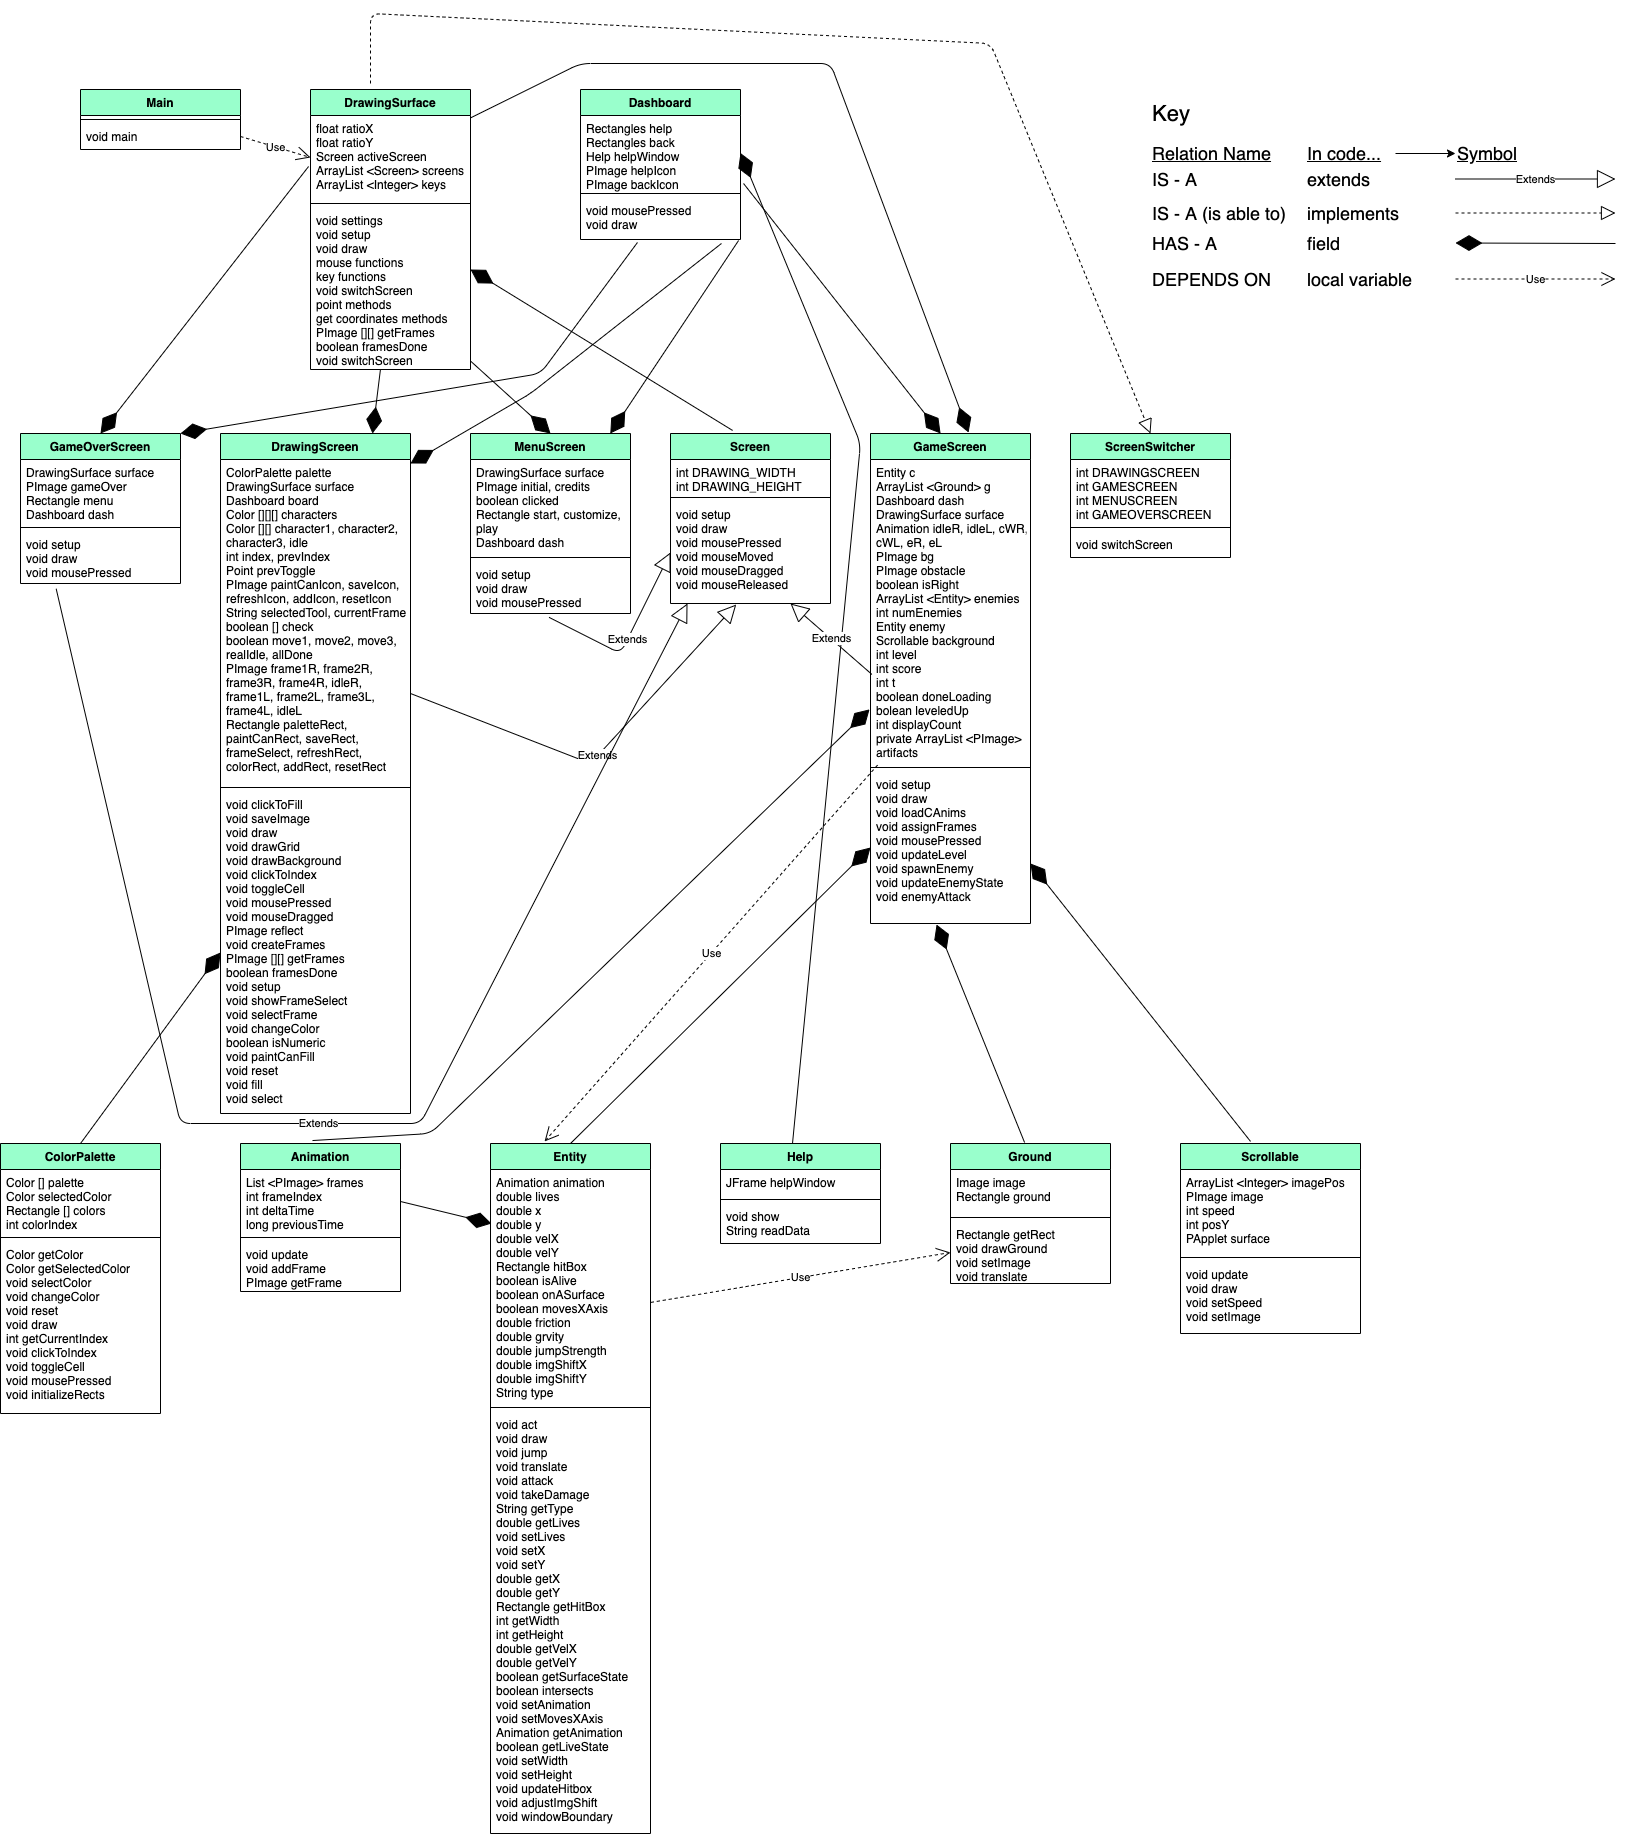 Main
void main
Use
DrawingSurface
float ratioX
float ratioY
Screen activeScreen
ArrayList <Screen> screens
ArrayList <Integer> keys
void settings
void setup
void draw
mouse functions
key functions
void switchScreen
point methods
get coordinates methods
PImage [][] getFrames
boolean framesDone
void switchScreen
Dashboard
Rectangles help
Rectangles back
Help helpWindow
PImage helpIcon
PImage backIcon
void mousePressed
void draw
Key
Relation Name In code... Symbol
IS - A extends Extends
IS - A (is able to) implements
HAS - A field
DEPENDS ON local variable Use
GameOverScreen
DrawingSurface surface
PImage gameOver
Rectangle menu
Dashboard dash
void setup
void draw
void mousePressed
DrawingScreen
ColorPalette palette
DrawingSurface surface
Dashboard board
Color [][][] characters
Color [][] character1, character2,
character3, idle
int index, prevIndex
Point prevToggle
PImage paintCanIcon, saveIcon,
refreshIcon, addIcon, resetIcon
String selectedTool, currentFrame
boolean [] check
boolean move1, move2, move3,
realIdle, allDone
PImage frame1R, frame2R,
frame3R, frame4R, idleR,
frame1L, frame2L, frame3L,
frame4L, idleL
Rectangle paletteRect,
paintCanRect, saveRect,
frameSelect, refreshRect,
colorRect, addRect, resetRect
void clickToFill
void saveImage
void draw
void drawGrid
void drawBackground
void clickToIndex
void toggleCell
void mousePressed
void mouseDragged
PImage reflect
void createFrames
PImage [][] getFrames
boolean framesDone
void setup
void showFrameSelect
void selectFrame
void changeColor
boolean isNumeric
void paintCanFill
void reset
void fill
void select
MenuScreen
DrawingSurface surface
PImage initial, credits
boolean clicked
Rectangle start, customize,
play
Dashboard dash
void setup
void draw
void mousePressed
Screen
int DRAWING_WIDTH
int DRAWING_HEIGHT
void setup
void draw
void mousePressed
void mouseMoved
void mouseDragged
void mouseReleased
GameScreen
Entity c
ArrayList <Ground> g
Dashboard dash
DrawingSurface surface
Animation idleR, idleL, cWR,
cWL, eR, eL
PImage bg
PImage obstacle
boolean isRight
ArrayList <Entity> enemies
int numEnemies
Entity enemy
Scrollable background
int level
int score
int t
boolean doneLoading
bolean leveledUp
int displayCount
private ArrayList <PImage>
artifacts
void setup
void draw
void loadCAnims
void assignFrames
void mousePressed
void updateLevel
void spawnEnemy
void updateEnemyState
void enemyAttack
ScreenSwitcher
int DRAWINGSCREEN
int GAMESCREEN
int MENUSCREEN
int GAMEOVERSCREEN
void switchScreen
Extends
Extends
Extends
Use
Extends
ColorPalette
Color [] palette
Color selectedColor
Rectangle [] colors
int colorIndex
Color getColor
Color getSelectedColor
void selectColor
void changeColor
void reset
void draw
int getCurrentIndex
void clickToIndex
void toggleCell
void mousePressed
void initializeRects
Animation
List <PImage> frames
int frameIndex
int deltaTime
long previousTime
void update
void addFrame
PImage getFrame
Entity
Animation animation
double lives
double x
double y
double velX
double velY
Rectangle hitBox
boolean isAlive
boolean onASurface
boolean movesXAxis
double friction
double grvity
double jumpStrength
double imgShiftX
double imgShiftY
String type
void act
void draw
void jump
void translate
void attack
void takeDamage
String getType
double getLives
void setLives
void setX
void setY
double getX
double getY
Rectangle getHitBox
int getWidth
int getHeight
double getVelX
double getVelY
boolean getSurfaceState
boolean intersects
void setAnimation
void setMovesXAxis
Animation getAnimation
boolean getLiveState
void setWidth
void setHeight
void updateHitbox
void adjustImgShift
void windowBoundary
Help
JFrame helpWindow
void show
String readData
Use
Ground
Image image
Rectangle ground
Rectangle getRect
void drawGround
void setImage
void translate
Scrollable
ArrayList <Integer> imagePos
PImage image
int speed
int posY
PApplet surface
void update
void draw
void setSpeed
void setImage